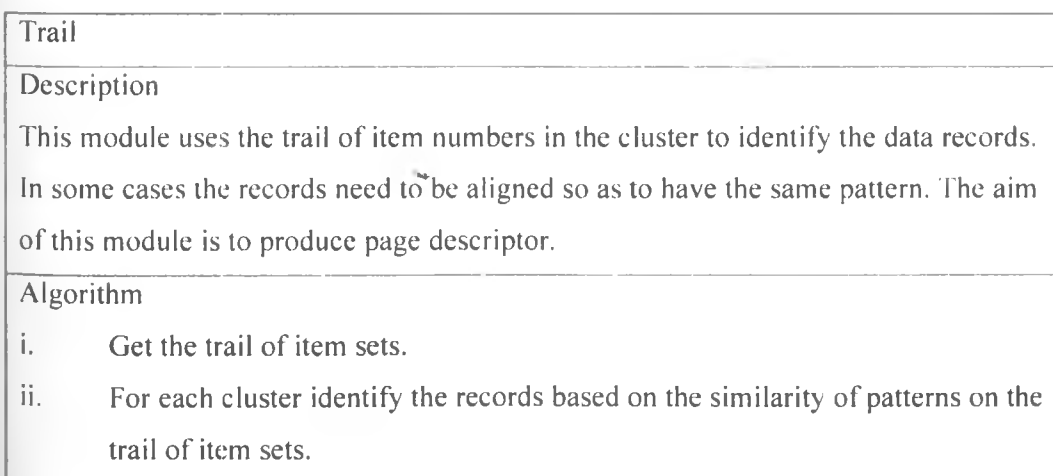 Trail
Description
This module uses the trail of item numbers in the cluster to identify the data records.
In some cases the records need to be aligned so as to have the same pattern. The aim
of this module is to produce page descriptor.
Algorithm
i. Get the trail of item sets.
ii. For each cluster identify the records based on the similarity of patterns on the
trail of item sets.